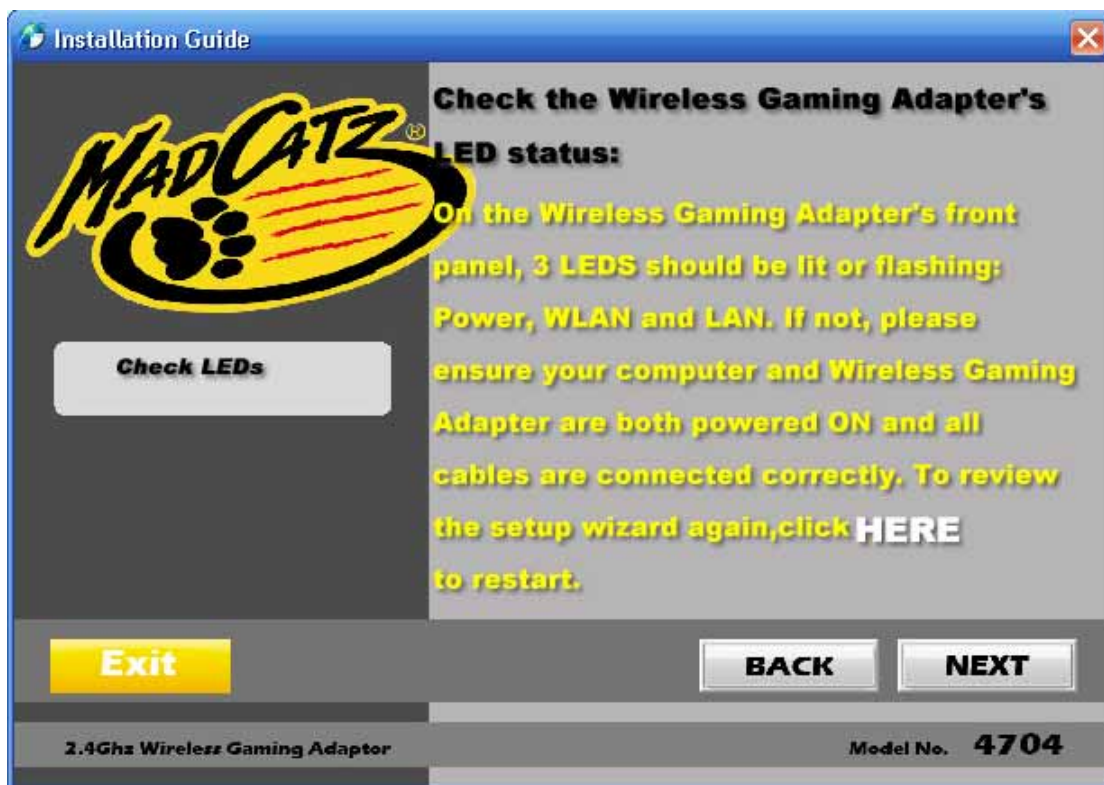 Installation Guide
MAD CATZ®
Check LEDs
Check the Wireless Gaming Adapter's
LED status:
On the Wireless Gaming Adapter's front
panel, 3 LEDS should be lit or flashing:
Power, WLAN and LAN. If not, please
ensure your computer and Wireless Gaming
Adapter are both powered ON and all
cables are connected correctly. To review
the setup wizard again,click HERE
to restart.
Exit
BACK
NEXT
2.4Ghz Wireless Gaming Adaptor
Model No. 4704